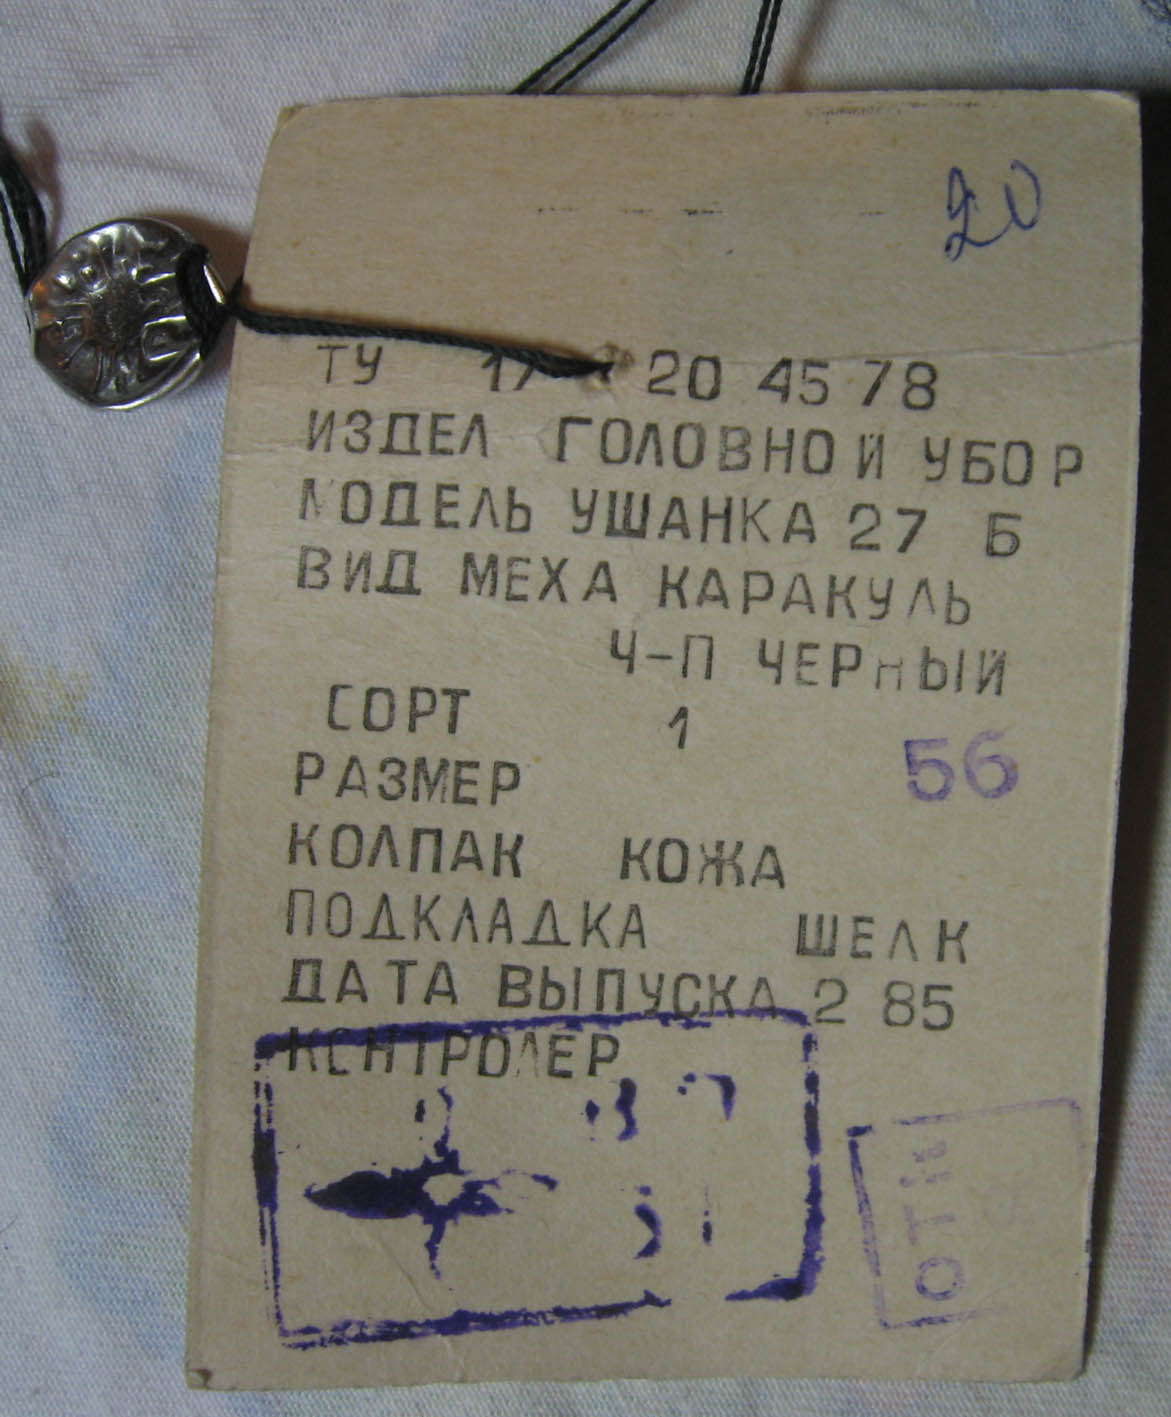 20
ТУ 17 20 45 78
ИЗДЕЛ ГОЛОВНОЙ УБОР
МОДЕЛЬ УШАНКА 27 Б
ВИД МЕХА КАРАКУЛЬ
Ч-П ЧЕРНЫЙ
СОРТ 1
РАЗМЕР 56
КОЛПАК КОЖА
ПОДКЛАДКА ШЕЛК
ДАТА ВЫПУСКА 2 85
КОНТРОЛЕР
ОТК